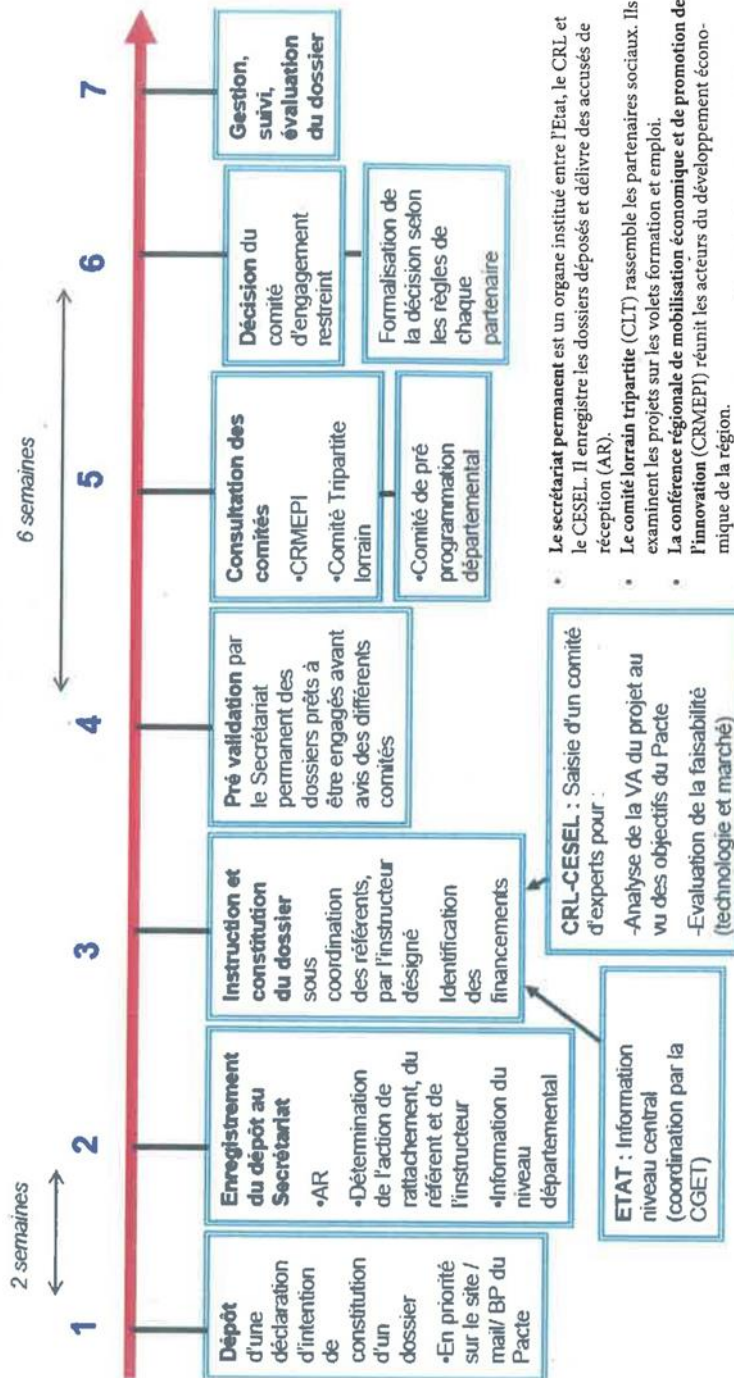 2 semaines
6 semaines
1
2
3
4
5
6
7
Dépôt
d'une
déclaration
d'intention
de
constitution
d'un
dossier
•En priorité
sur le site /
mail/ BP du
Pacte
Enregistrement
du dépôt au
Secrétariat
•AR
•Détermination
de l'action de
rattachement, du
référent et de
l'instructeur
•Information du
niveau
départemental
Instruction et
constitution
du dossier
sous
coordination
des référents,
par l'instructeur
désigné
Identification
des
financements
Pré validation par
le Secrétariat
permanent des
dossiers prêts à
être engagés avant
avis des différents
comités
Consultation des
comités
•CRMEPI
•Comité Tripartite
lorrain
•Comité de pré
programmation
départemental
Décision du
comité
d'engagement
restreint
Formalisation de
la décision selon
les règles de
chaque
partenaire
Gestion,
suivi,
évaluation
du dossier
ETAT : Information
niveau central
(coordination par la
CGET)
CRL-CESEL : Saisie d'un comité
d'experts pour :
-Analyse de la VA du projet au
vu des objectifs du Pacte
-Evaluation de la faisabilité
(technologie et marché)
• Le secrétariat permanent est un organe institué entre l'Etat, le CRL et
le CESEL. Il enregistre les dossiers déposés et délivre des accusés de
réception (AR).
• Le comité lorrain tripartite (CLT) rassemble les partenaires sociaux. Ils
examinent les projets sur les volets formation et emploi.
• La conférence régionale de mobilisation économique et de promotion de
l'innovation (CRMEPI) réunit les acteurs du développement écono-
mique de la région.